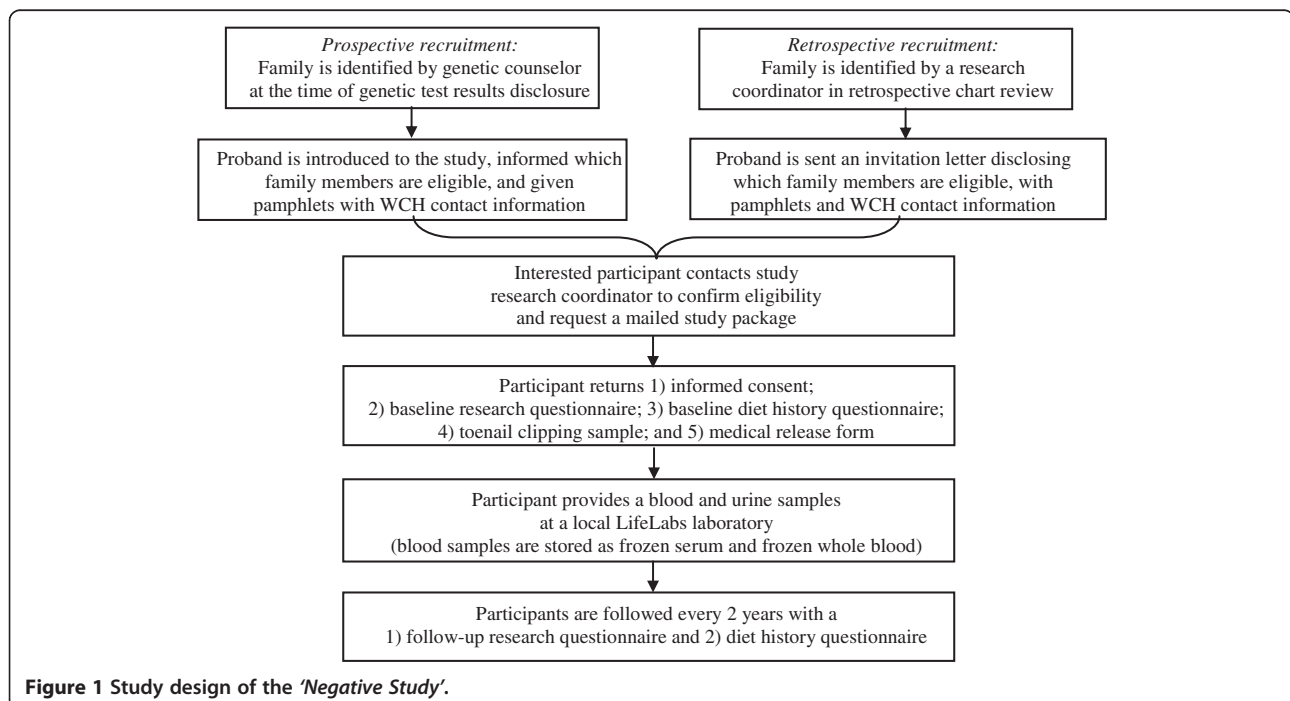 Prospective recruitment:
Family is identified by genetic counselor
at the time of genetic test results disclosure
Retrospective recruitment:
Family is identified by a research
coordinator in retrospective chart review
Proband is introduced to the study, informed which
family members are eligible, and given
pamphlets with WCH contact information
Proband is sent an invitation letter disclosing
which family members are eligible, with
pamphlets and WCH contact information
Interested participant contacts study
research coordinator to confirm eligibility
and request a mailed study package
Participant returns 1) informed consent;
2) baseline research questionnaire; 3) baseline diet history questionnaire;
4) toenail clipping sample; and 5) medical release form
Participant provides a blood and urine samples
at a local LifeLabs laboratory
(blood samples are stored as frozen serum and frozen whole blood)
Participants are followed every 2 years with a
1) follow-up research questionnaire and 2) diet history questionnaire
Figure 1 Study design of the 'Negative Study'.